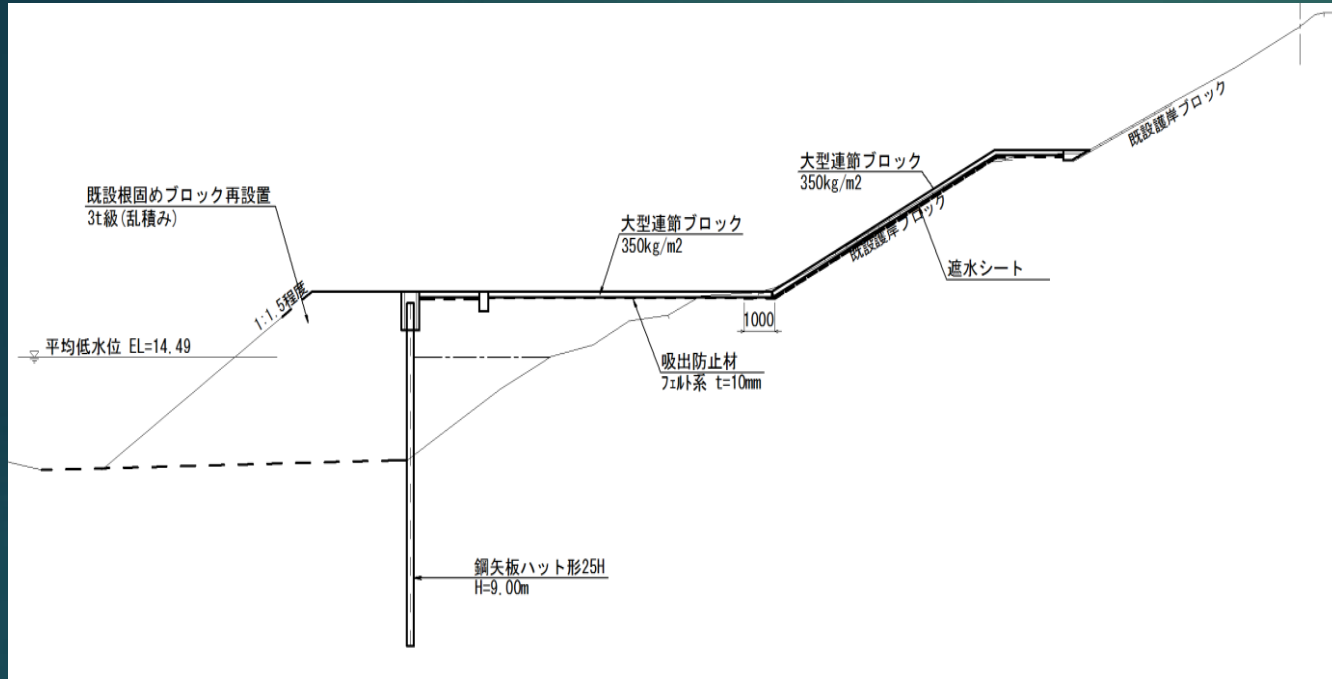 既設護岸ブロック
大型連節ブロック
350kg/m2
既設根固めブロック再設置
3t級(乱積み)
大型連節ブロック
350kg/m2
既設護岸ブロック
遮水シート
1:1.5程度
1000
平均低水位 EL=14.49
吸出防止材
フェルト系 t=10mm
鋼矢板ハット形25H
H=9.00m